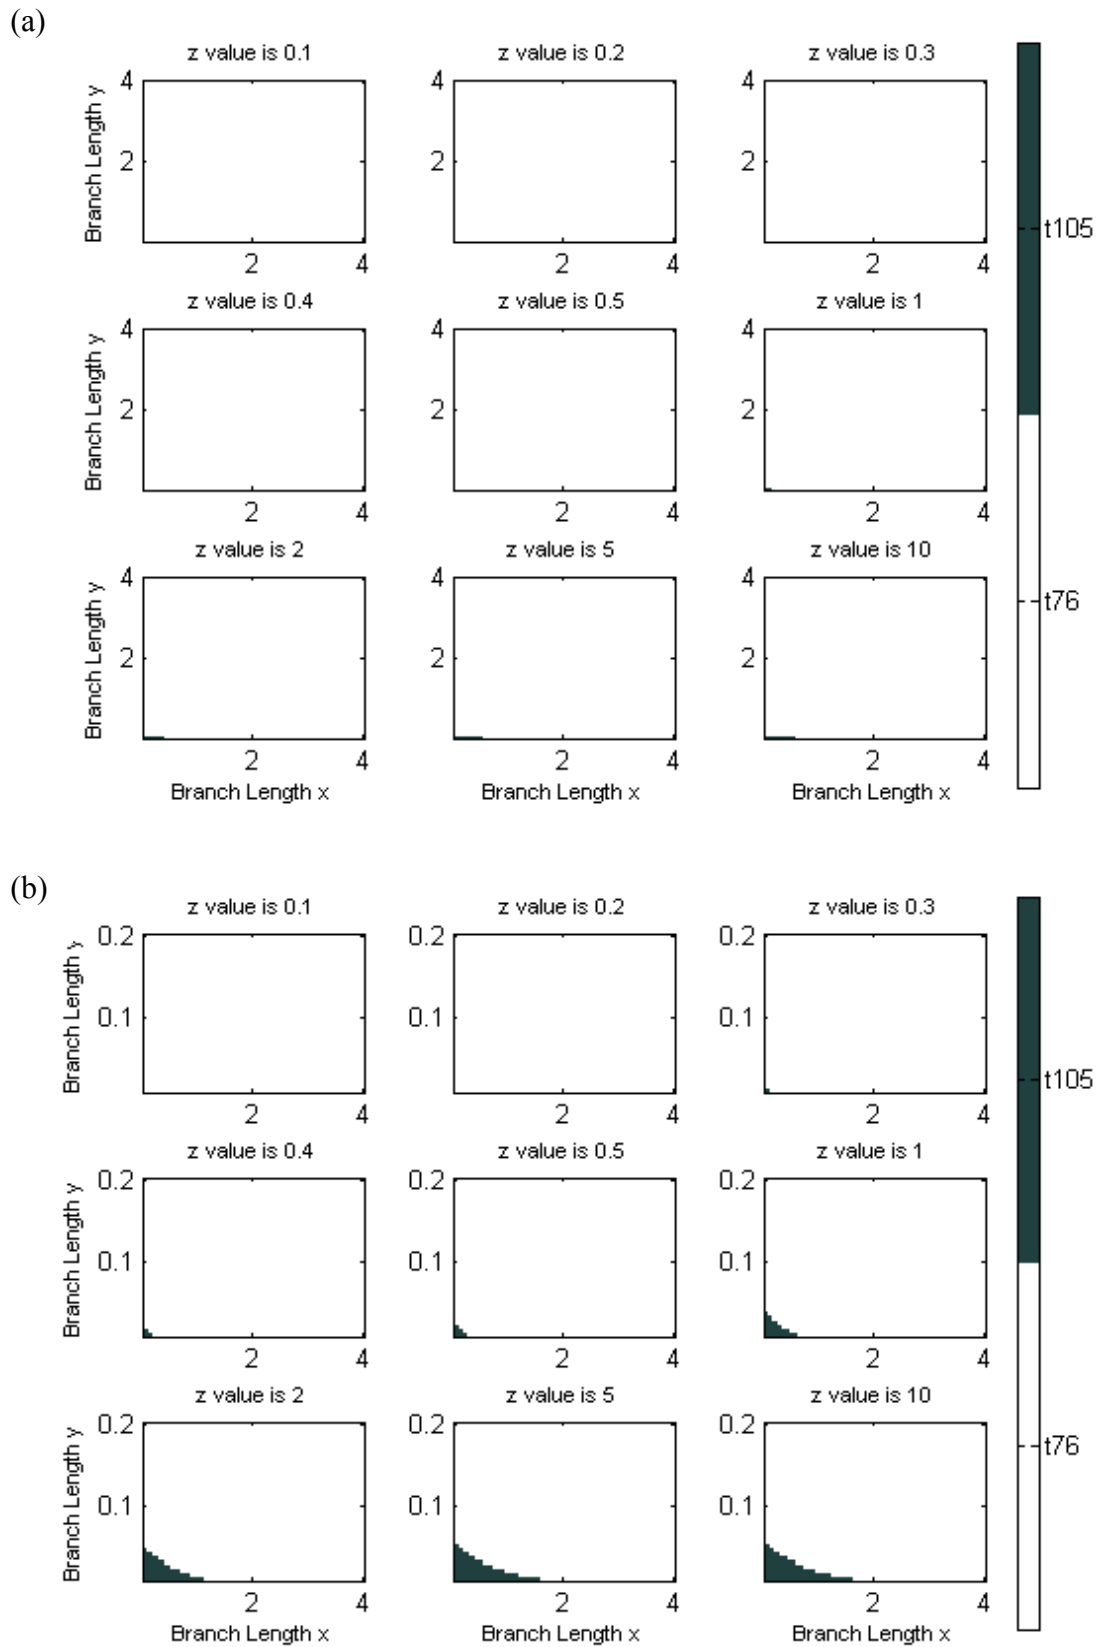 (a)
z value is 0.1 z value is 0.2 z value is 0.3
Branch Length y
4 2 2 4
4 2 2 4
4 2 2 4
z value is 0.4 z value is 0.5 z value is 1
Branch Length y
4 2 2 4
4 2 2 4
4 2 2 4
z value is 2 z value is 5 z value is 10
Branch Length y
4 2 2 4
4 2 2 4
4 2 2 4
Branch Length x Branch Length x Branch Length x
t105
t76
(b)
z value is 0.1 z value is 0.2 z value is 0.3
Branch Length y
0.2 0.1 2 4
0.2 0.1 2 4
0.2 0.1 2 4
z value is 0.4 z value is 0.5 z value is 1
Branch Length y
0.2 0.1 2 4
0.2 0.1 2 4
0.2 0.1 2 4
z value is 2 z value is 5 z value is 10
Branch Length y
0.2 0.1 2 4
0.2 0.1 2 4
0.2 0.1 2 4
Branch Length x Branch Length x Branch Length x
t105
t76